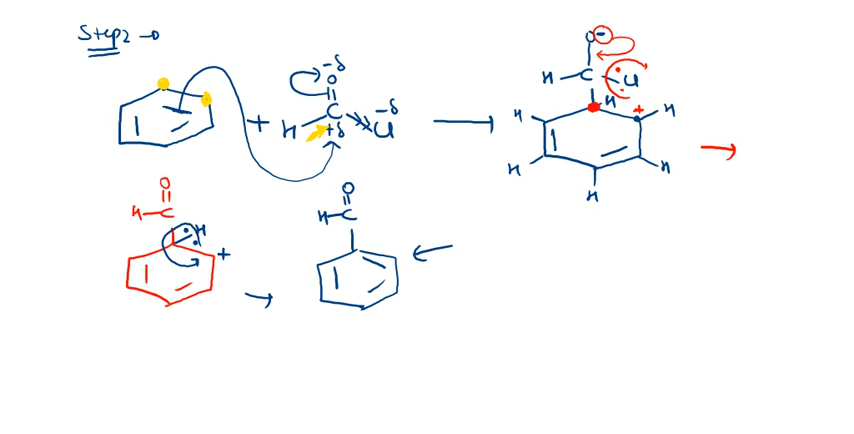 Step2 →
-δ
O
+ H C -δ
+δ Cl
O -
H C Cl
H
H + H
H H
H
O
H C
H
+
O
H C